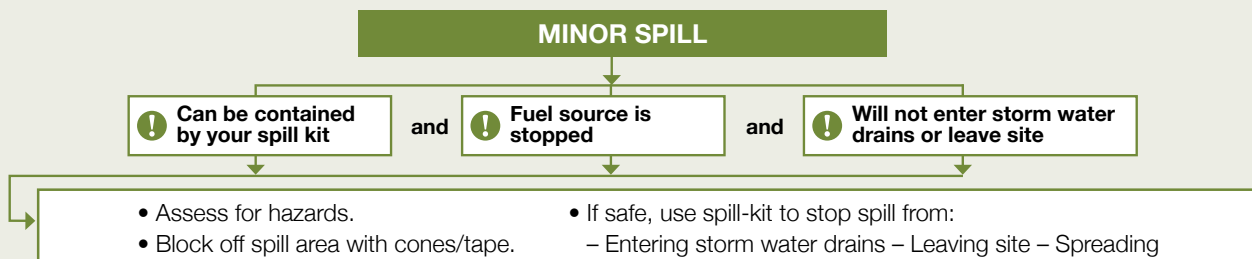 MINOR SPILL
Can be contained
by your spill kit
and
Fuel source is
stopped
and
Will not enter storm water
drains or leave site
• Assess for hazards.
• Block off spill area with cones/tape.
• If safe, use spill-kit to stop spill from:
– Entering storm water drains – Leaving site – Spreading